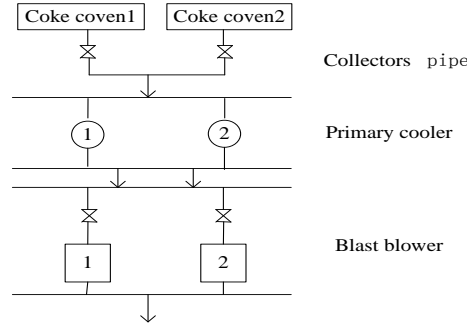 Coke coven1 Coke coven2
Collectors pipe
1 2 Primary cooler
1 2 Blast blower